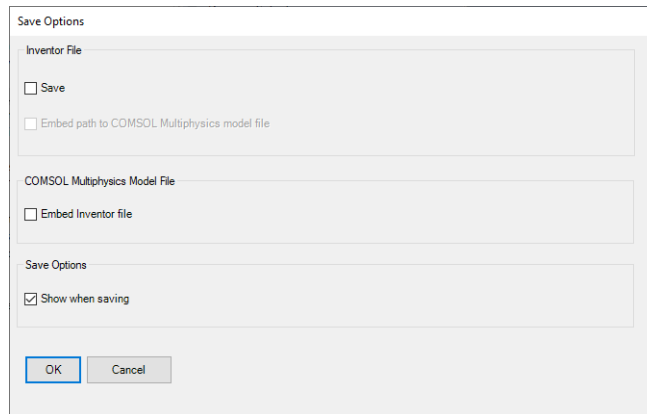 Save Options
Inventor File
Save
Embed path to COMSOL Multiphysics model file
COMSOL Multiphysics Model File
Embed Inventor file
Save Options
Show when saving
OK Cancel